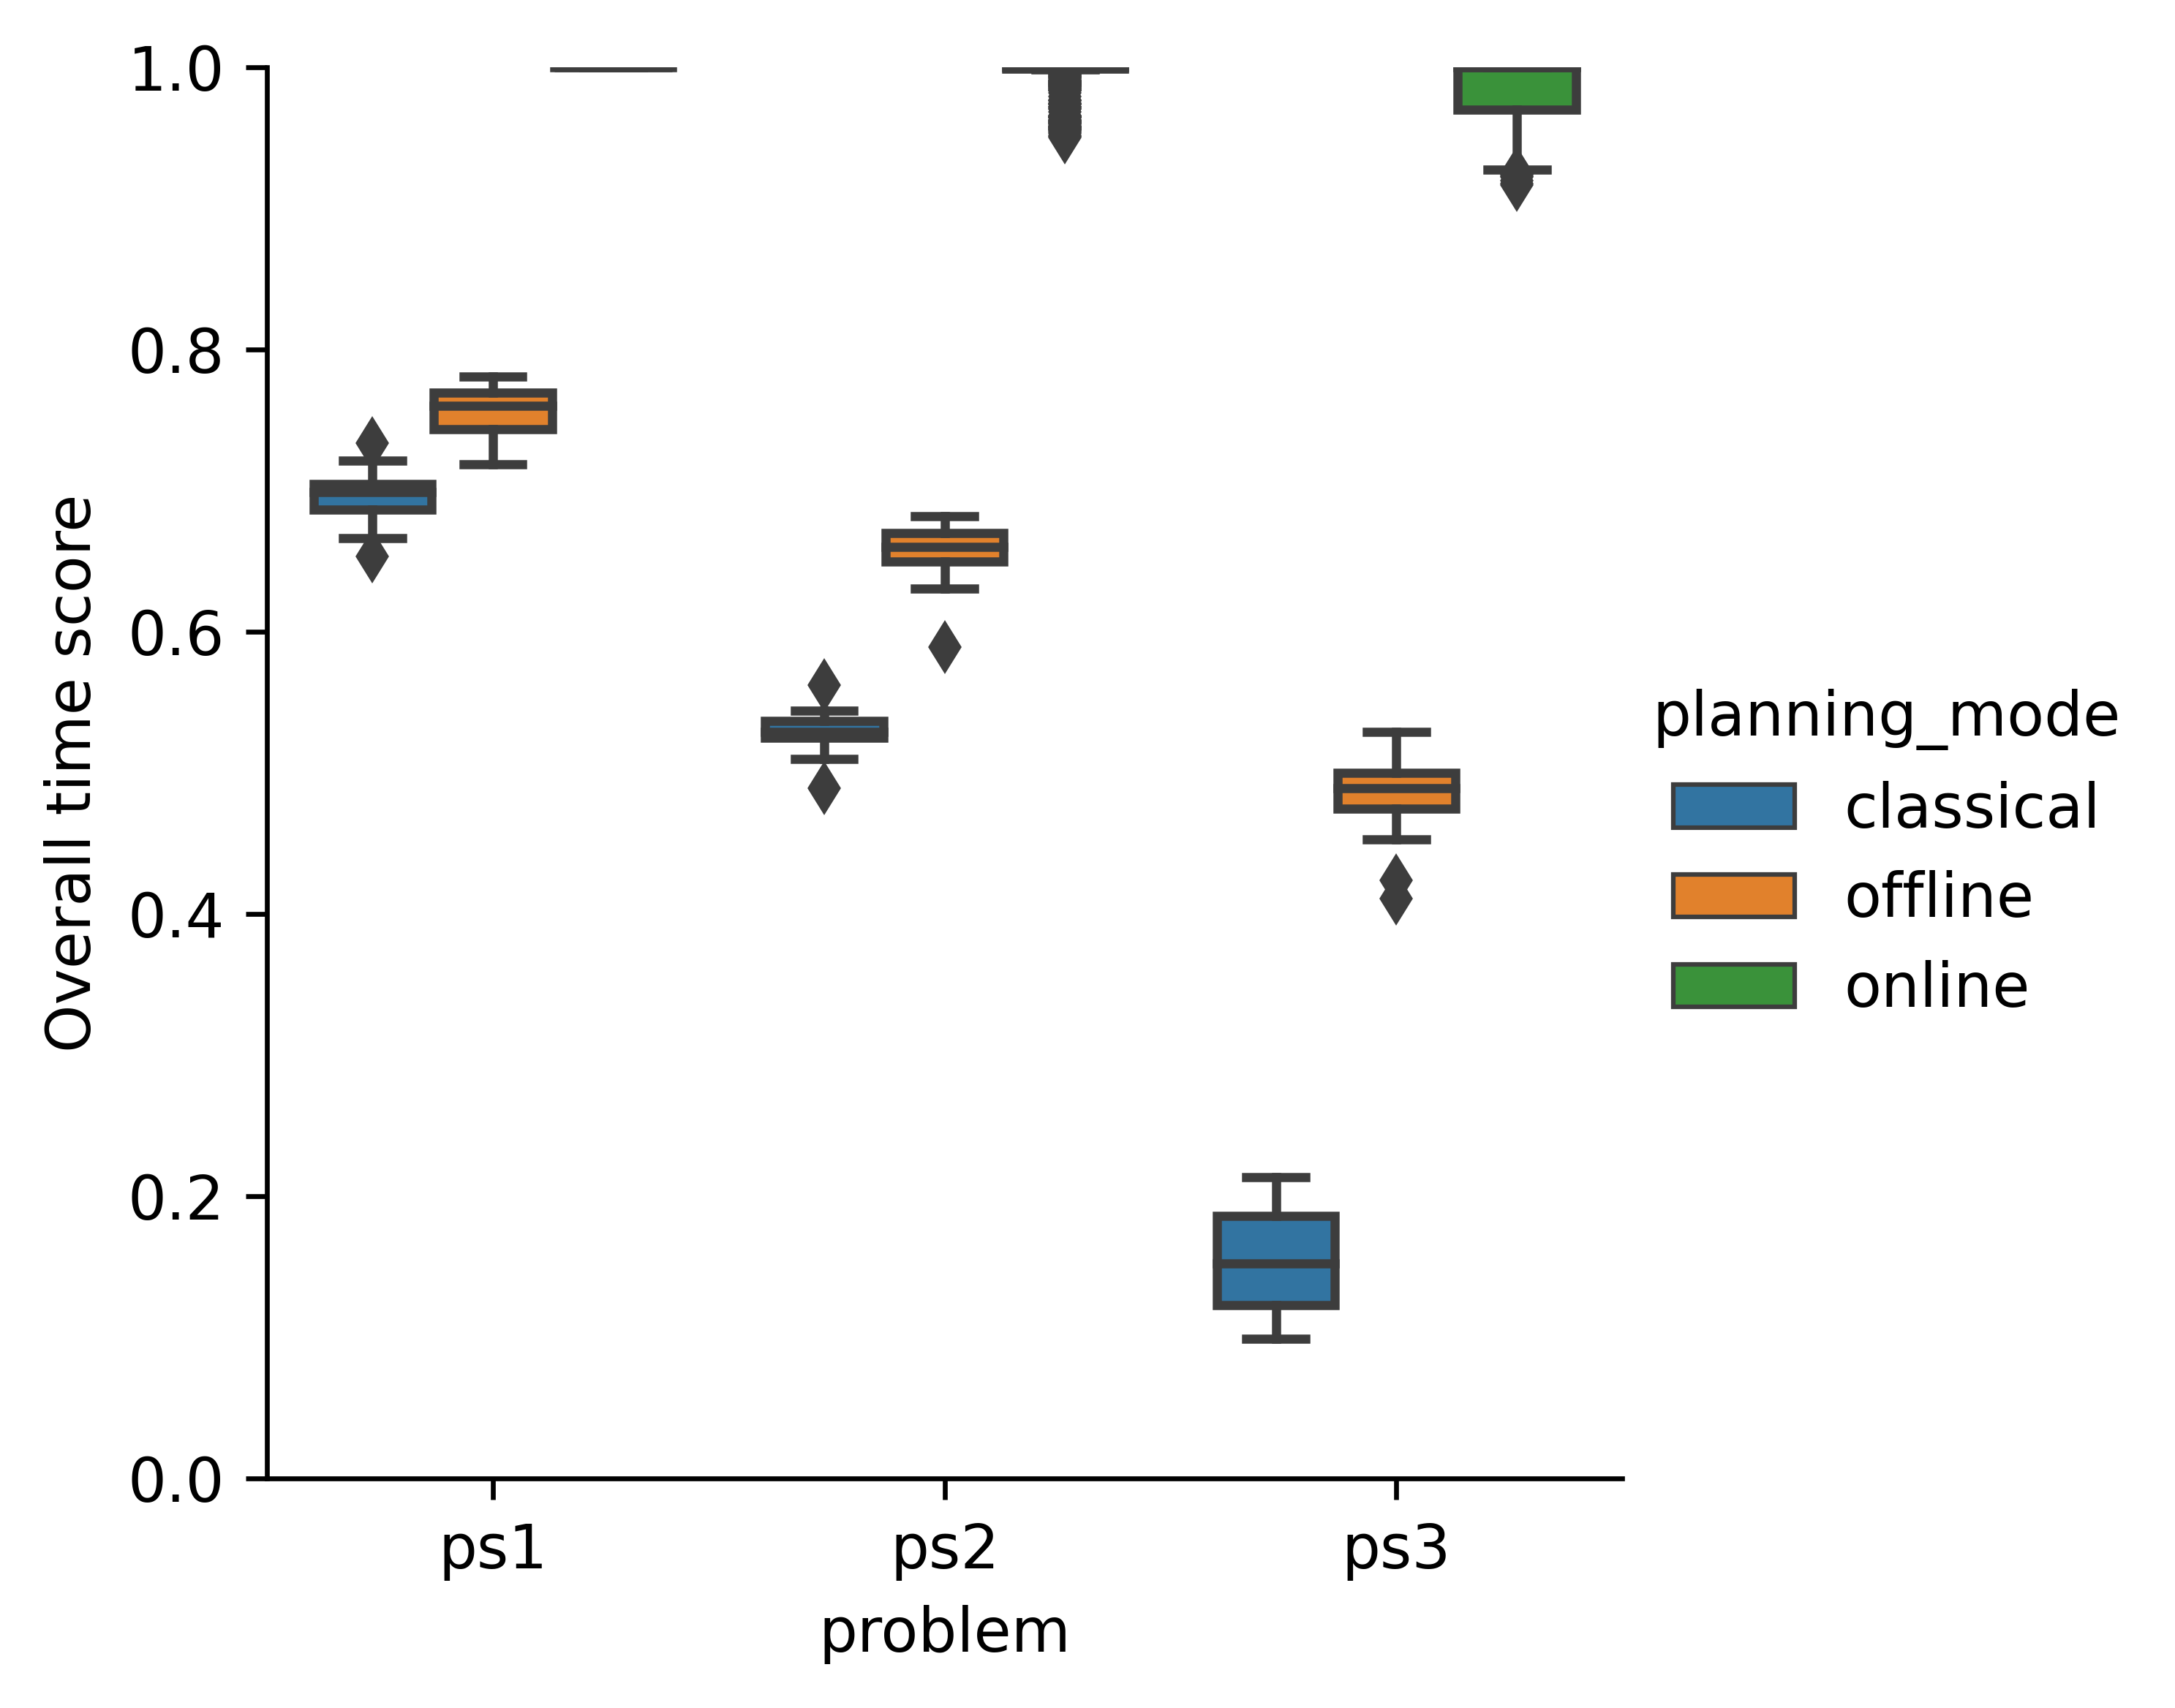 1.0
0.8
0.6
0.4
0.2
0.0
Overall time score
ps1 ps2 ps3
problem
planning_mode
classical
offline
online